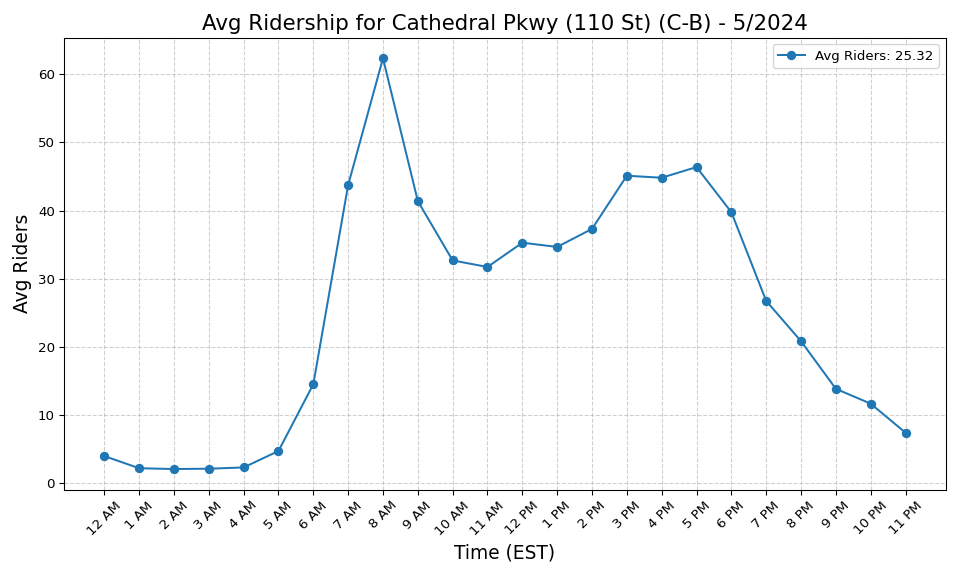 Avg Ridership for Cathedral Pkwy (110 St) (C-B) - 5/2024
Avg Riders: 25.32
Avg Riders
60
50
40
30
20
10
0
12 AM
1 AM
2 AM
3 AM
4 AM
5 AM
6 AM
7 AM
8 AM
9 AM
10 AM
11 AM
12 PM
1 PM
2 PM
3 PM
4 PM
5 PM
6 PM
7 PM
8 PM
9 PM
10 PM
11 PM
Time (EST)